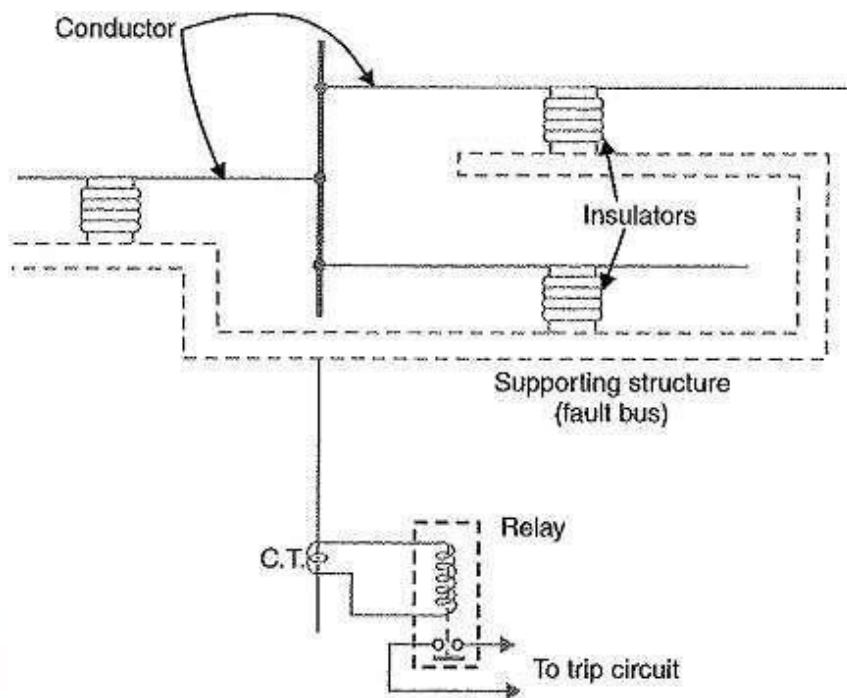 Conductor
Insulators
Supporting structure
(fault bus)
Relay
C.T.
To trip circuit